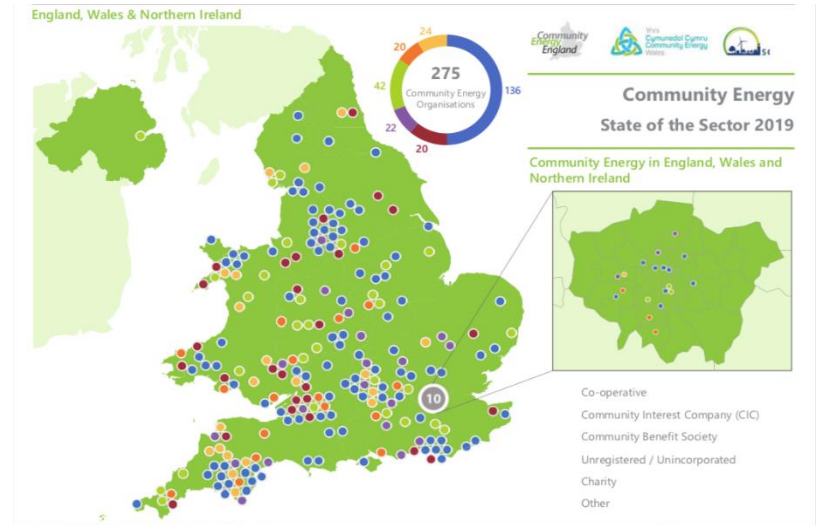 England, Wales & Northern Ireland
24
20
42
22
20
136
275
Community Energy
Organisations
Community
Energy
England
Ynni
Cymunedol Cymru
Community Energy
Wales
Community Energy
State of the Sector 2019
Community Energy in England, Wales and
Northern Ireland
10
Co-operative
Community Interest Company (CIC)
Community Benefit Society
Unregistered / Unincorporated
Charity
Other